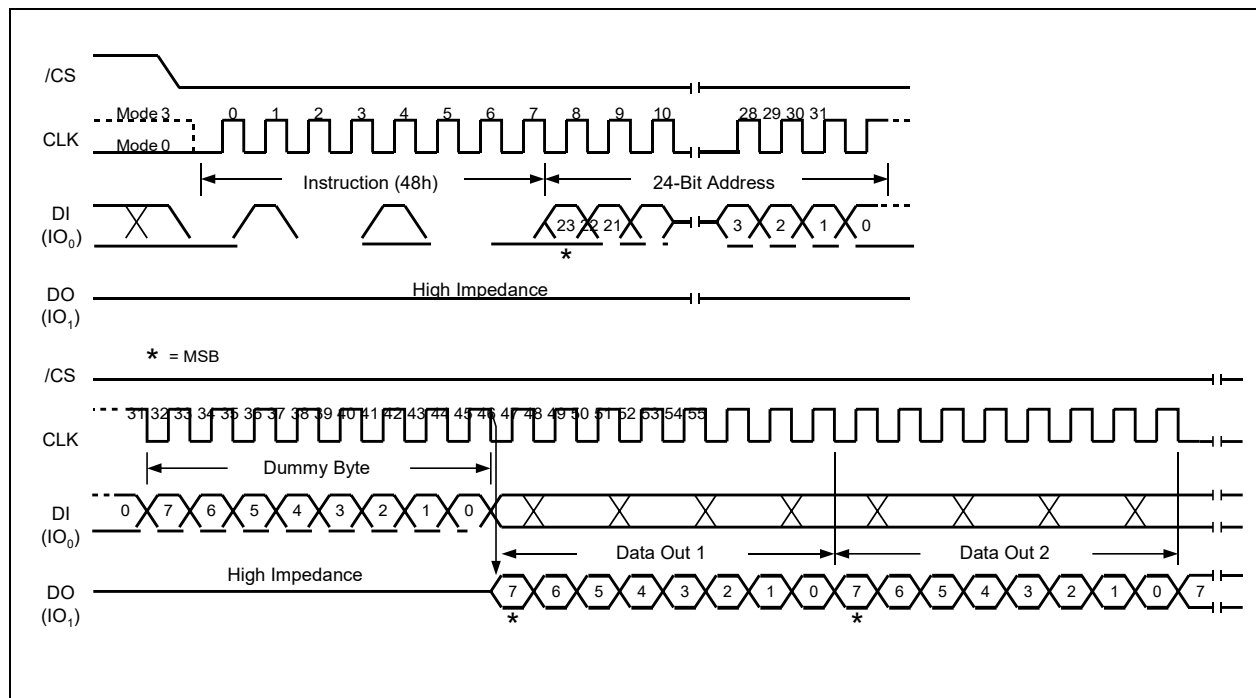 /CS
Mode 3 0 1 2 3 4 5 6 7 8 9 10 28 29 30 31
CLK
Mode 0
Instruction (48h) 24-Bit Address
DI
(IO0)
23 22 21 3 2 1 0
*
High Impedance
DO
(IO1)
* = MSB
/CS
31 32 33 34 35 36 37 38 39 40 41 42 43 44 45 46 47 48 49 50 51 52 53 54 55
CLK
Dummy Byte
0 7 6 5 4 3 2 1 0
DI
(IO0)
Data Out 1 Data Out 2
High Impedance
DO
(IO1)
7 6 5 4 3 2 1 0 7 6 5 4 3 2 1 0 7
* *